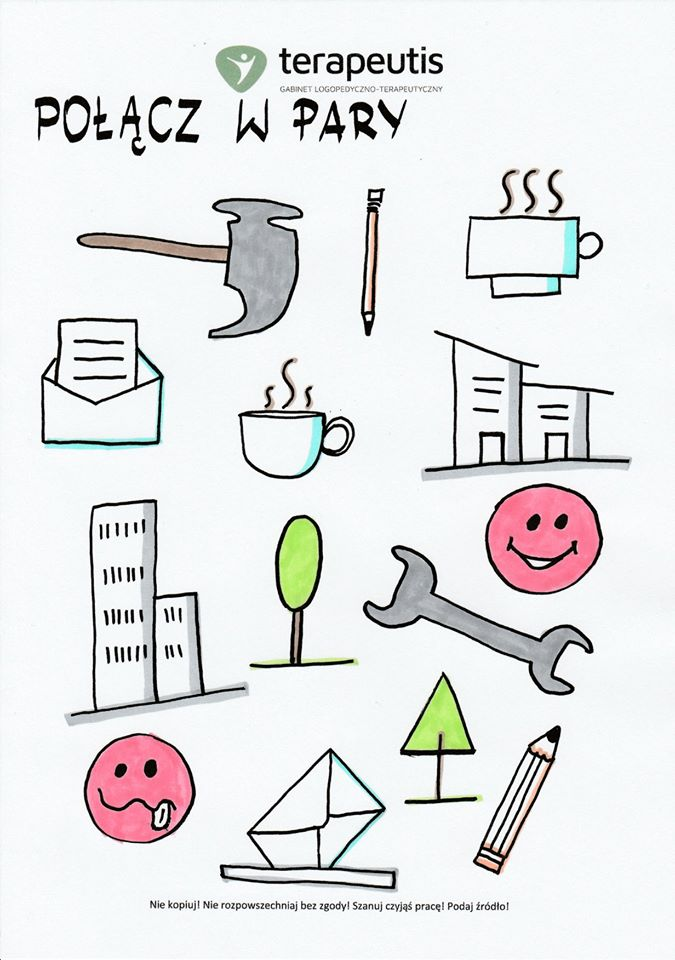 terapeutis
GABINET LOGOPEDYCZNO-TERAPEUTYCZNY
POŁĄCZ W PARY
Nie kopiuj! Nie rozpowszechniaj bez zgody! Szanuj czyjąś pracę! Podaj źródło!